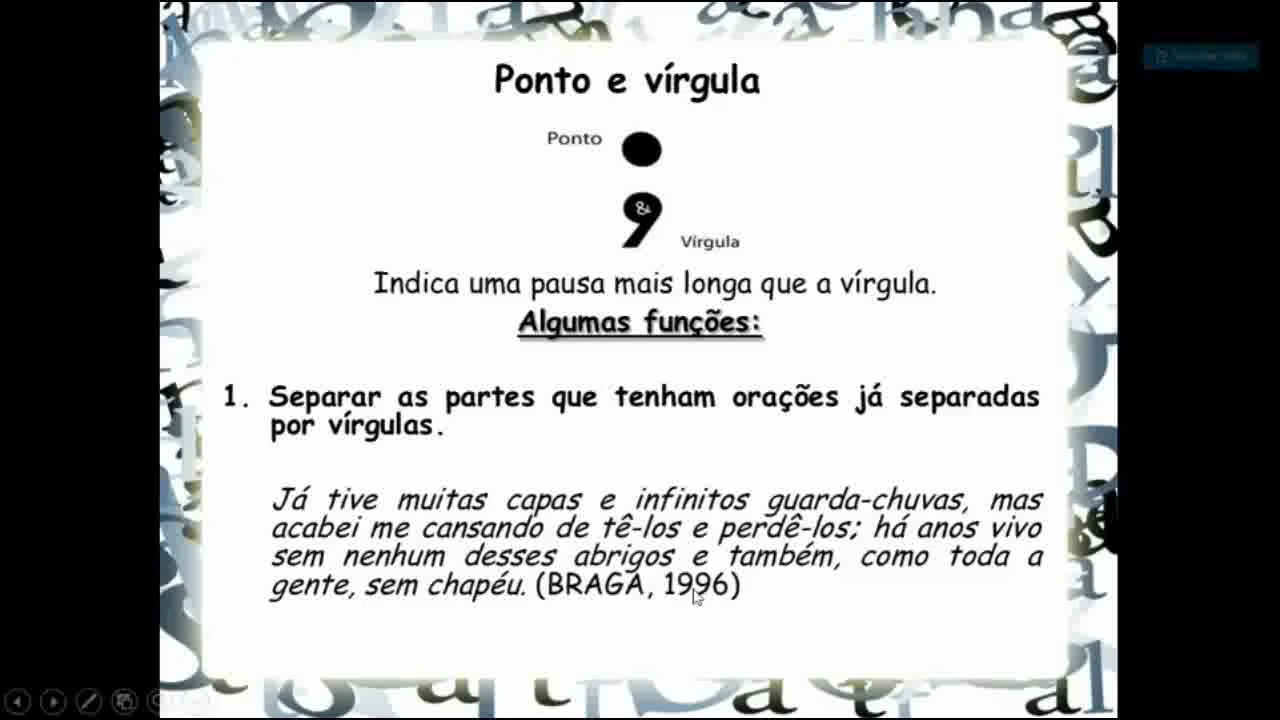 Ponto e vírgula
Ponto
&
Vírgula
Indica uma pausa mais longa que a vírgula.
Algumas funções:
1. Separar as partes que tenham orações já separadas
por vírgulas.
Já tive muitas capas e infinitos guarda-chuvas, mas
acabei me cansando de tê-los e perdê-los; há anos vivo
sem nenhum desses abrigos e também, como toda a
gente, sem chapéu. (BRAGA, 1996)